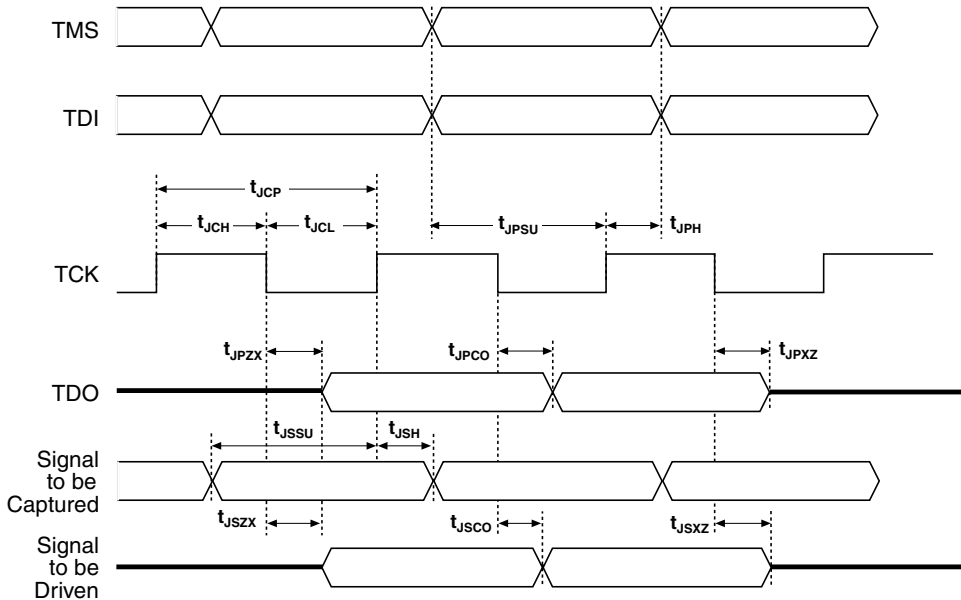 TMS
TDI
tJCP
tJCH
tJCL
tJPSU
tJPH
TCK
tJPZX
tJPCO
tJPXZ
TDO
tJSSU
tJSH
Signal
to be
Captured
tJSZX
tJSCO
tJSXZ
Signal
to be
Driven